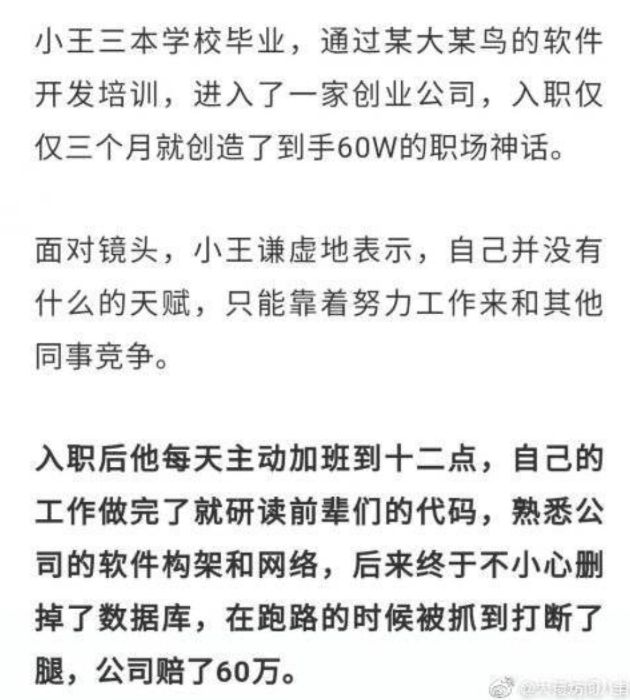 小王三本学校毕业，通过某大某鸟的软件
开发培训，进入了一家创业公司，入职仅
仅三个月就创造了到手60W的职场神话。
面对镜头，小王谦虚地表示，自己并没有
什么的天赋，只能靠着努力工作来和其他
同事竞争。
入职后他每天主动加班到十二点，自己的
工作做完了就研读前辈们的代码，熟悉公
司的软件构架和网络，后来终于不小心删
掉了数据库，在跑路的时候被抓到打断了
腿，公司赔了60万。